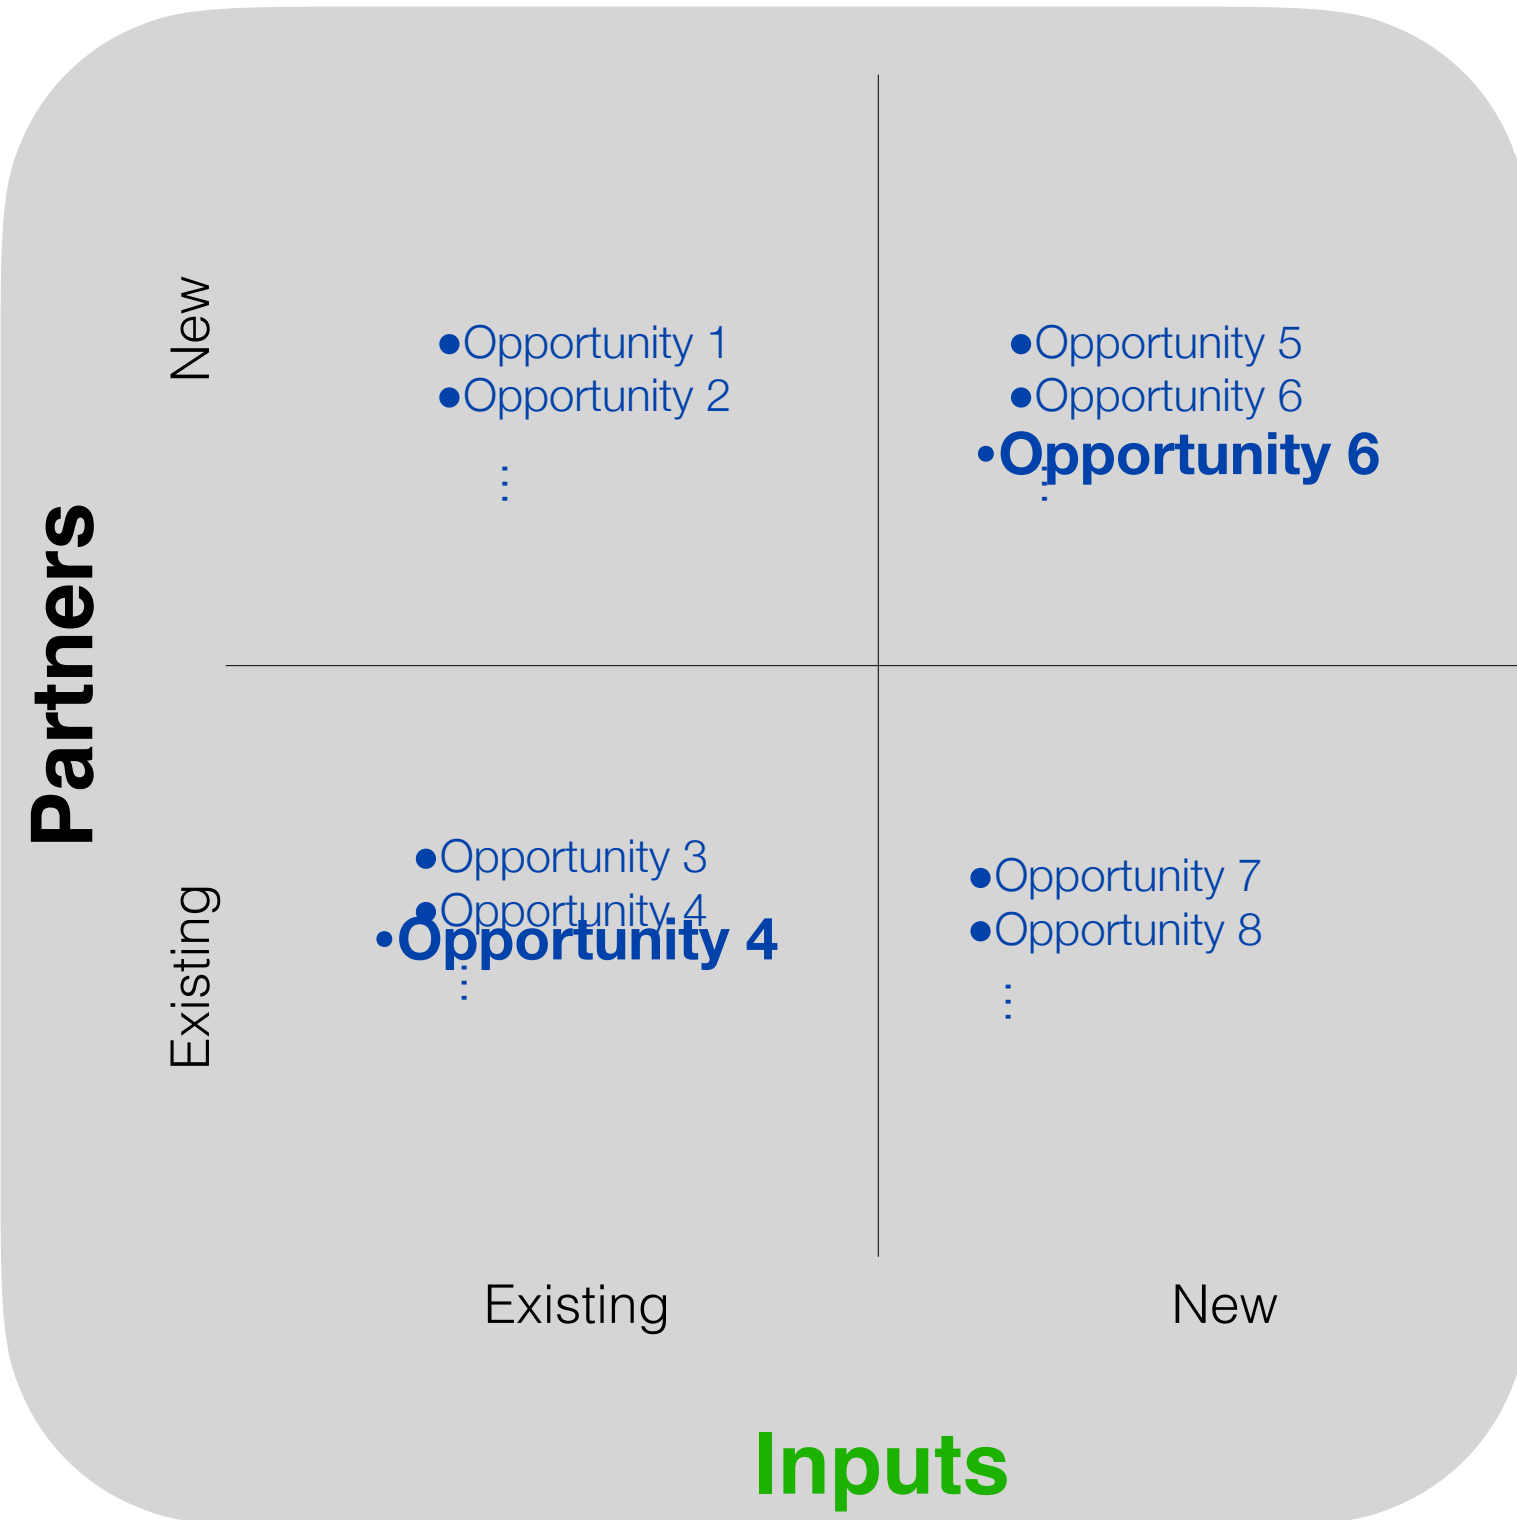 New
•Opportunity 1
•Opportunity 2
⋮
•Opportunity 5
•Opportunity 6
•Opportunity 6
⋮
Partners
Existing
•Opportunity 3
•Opportunity 4
•Opportunity 4
⋮
•Opportunity 7
•Opportunity 8
⋮
Existing
New
Inputs